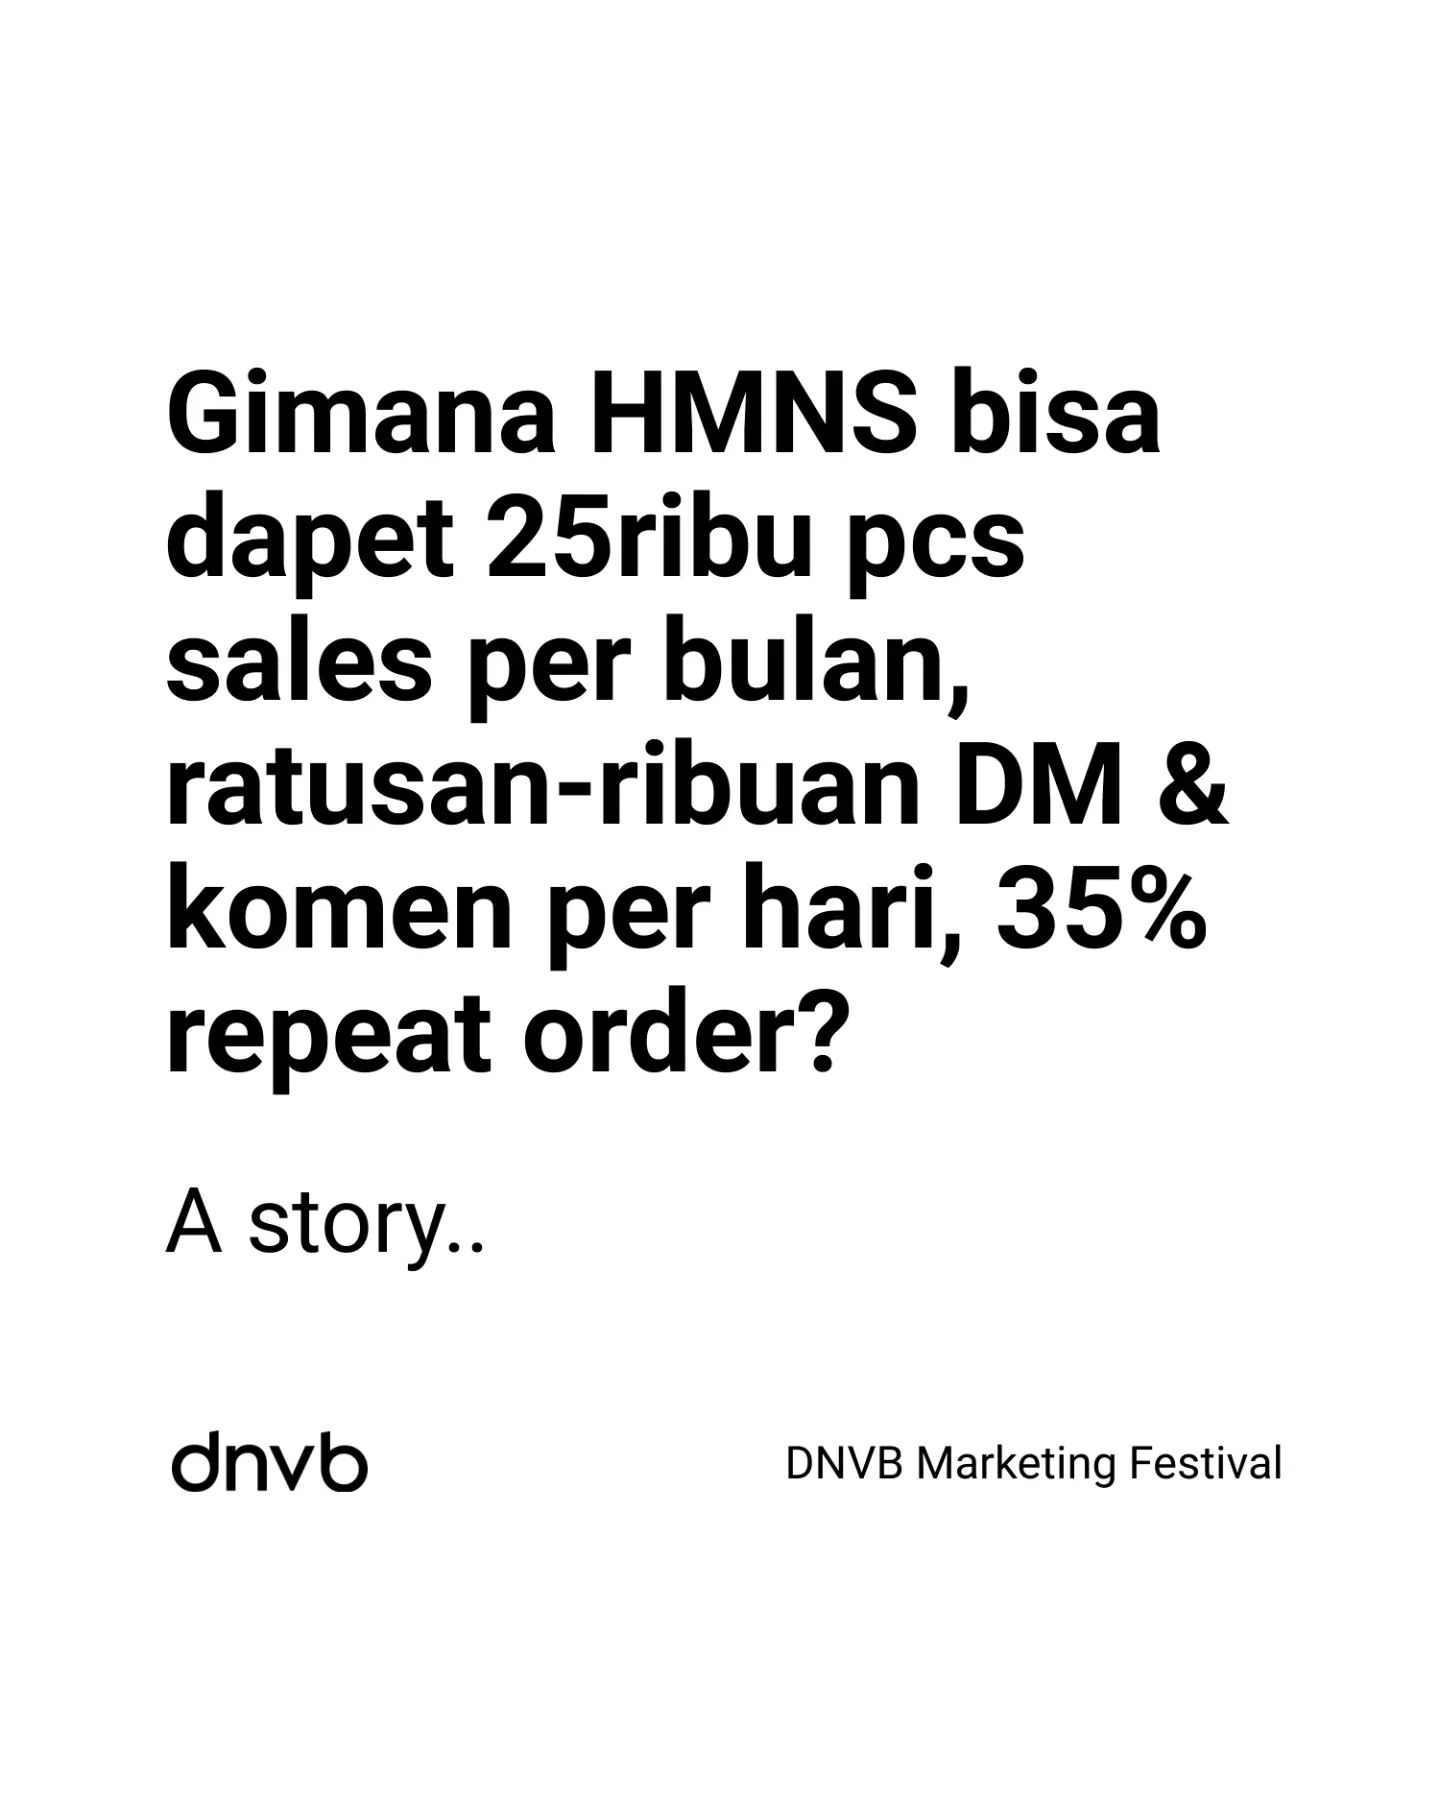 Gimana HMNS bisa
dapet 25ribu pcs
sales per bulan,
ratusan-ribuan DM &
komen per hari, 35%
repeat order?
A story..
dnvb
DNVB Marketing Festival